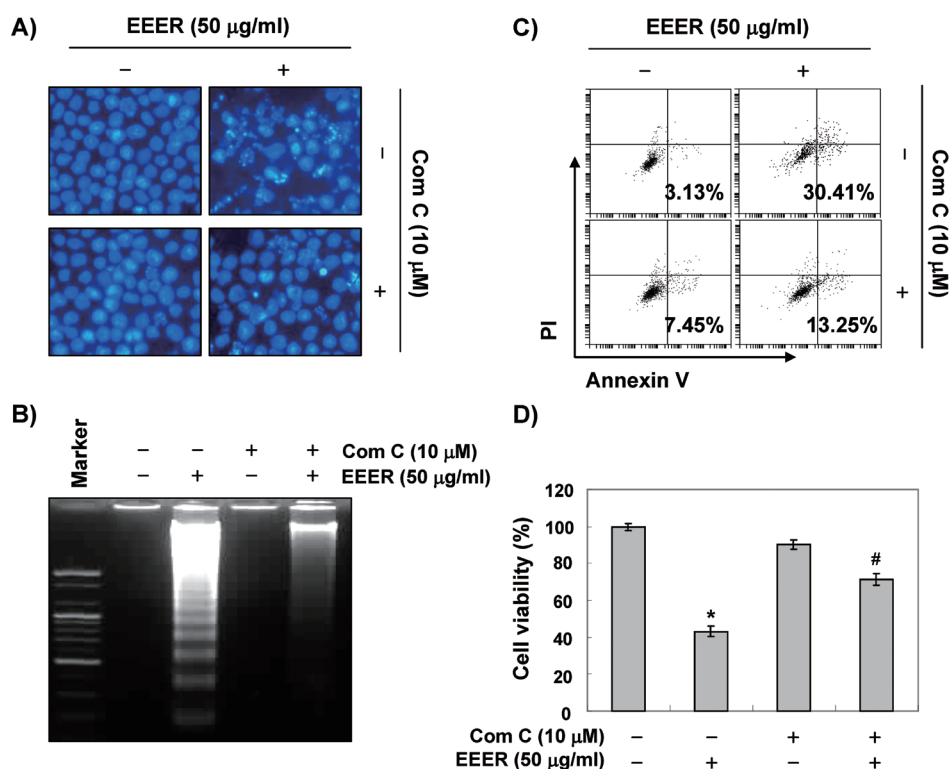 A)
EEER (50 μg/ml)
– +
–
+
Com C (10 μM)
B)
Marker
– – + + Com C (10 μM)
– + – + EEER (50 μg/ml)
C)
EEER (50 μg/ml)
– +
3.13% 30.41%
7.45% 13.25%
–
+
Com C (10 μM)
PI
Annexin V
D)
Cell viability (%)
120
100
80
60
40
20
0
*
#
Com C (10 μM) – – + +
EEER (50 μg/ml) – + – +